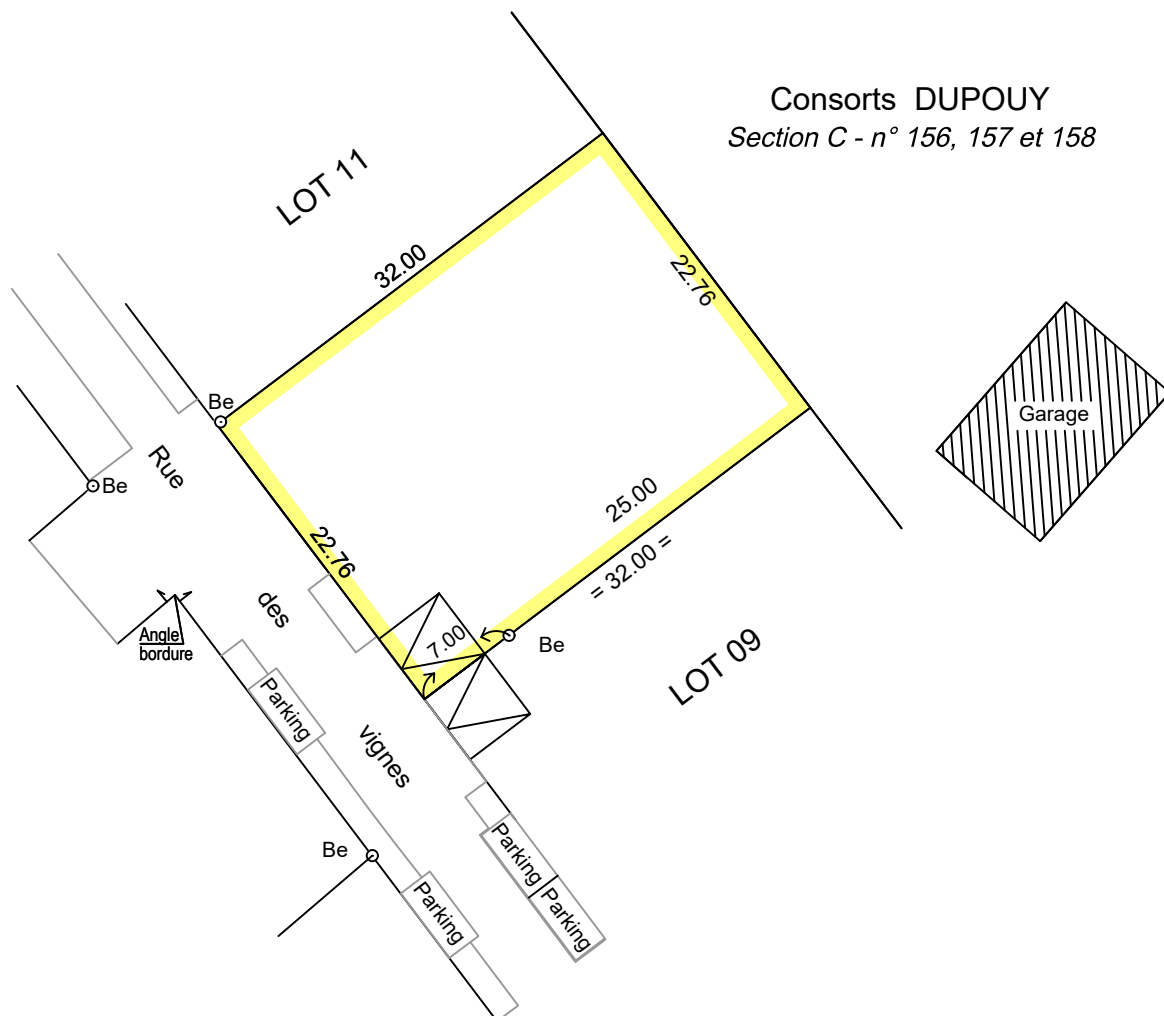 Consorts DUPOUY
Section C - n° 156, 157 et 158
LOT 11
32.00
22.76
Garage
Be
Rue
Be
25.00
22.76
= 32.00 =
des
7.00
Be
Angle
bordure
LOT 09
Parking
vignes
Parking
Be
Parking
Parking